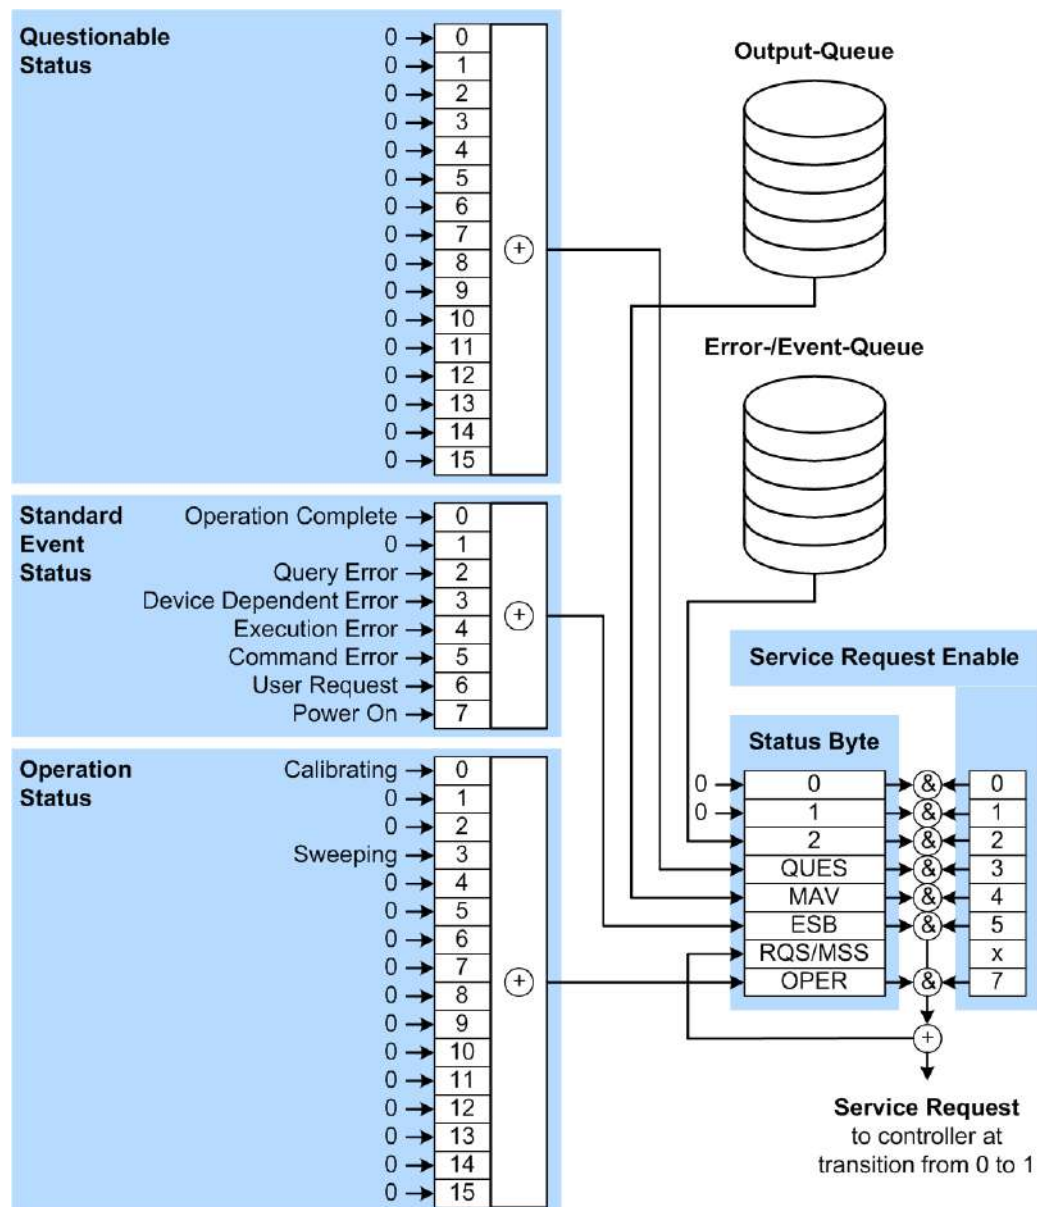 Questionable
Status
0 0
0 1
0 2
0 3
0 4
0 5
0 6
0 7
0 8
0 9
0 10
0 11
0 12
0 13
0 14
0 15
+
Output-Queue
Error-/Event-Queue
Standard
Event
Status
Operation Complete 0
0 1
Query Error 2
Device Dependent Error 3
Execution Error 4
Command Error 5
User Request 6
Power On 7
+
Operation
Status
Calibrating 0
0 1
0 2
Sweeping 3
0 4
0 5
0 6
0 7
0 8
0 9
0 10
0 11
0 12
0 13
0 14
0 15
+
Service Request Enable
Status Byte
0 0 & 0
0 1 & 1
2 & 2
QUES & 3
MAV & 4
ESB & 5
RQS/MSS x
OPER & 7
+
Service Request
to controller at
transition from 0 to 1